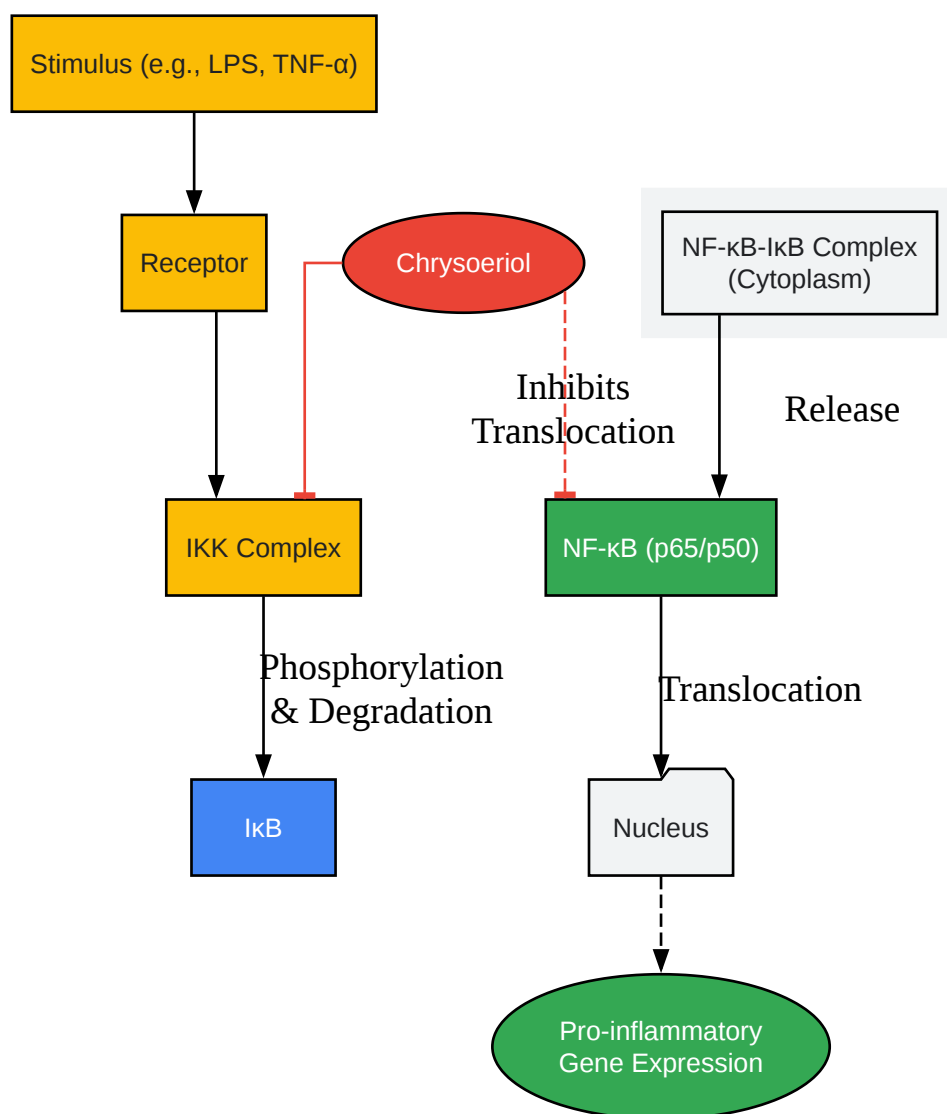 Stimulus (e.g., LPS, TNF-α)
Receptor
Chrysoeriol
NF-κB-IκB Complex
(Cytoplasm)
Inhibits
Translocation
Release
IKK Complex
NF-κB (p65/p50)
Phosphorylation
& Degradation
Translocation
IκB
Nucleus
Pro-inflammatory
Gene Expression